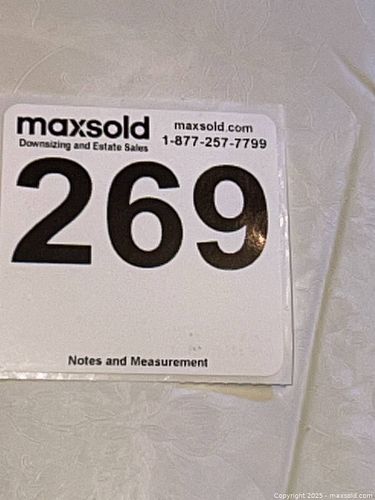 maxsold
Downsizing and Estate Sales
maxsold.com
1-877-257-7799
269
Notes and Measurement
Copyright 2025 - maxsold.com